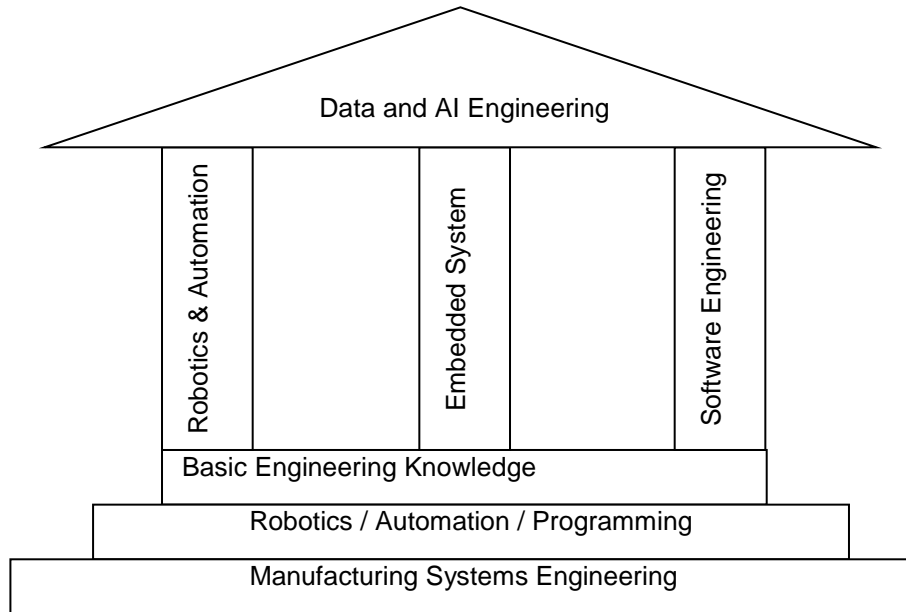 Data and AI Engineering
Robotics & Automation
Embedded System
Software Engineering
Basic Engineering Knowledge
Robotics / Automation / Programming
Manufacturing Systems Engineering